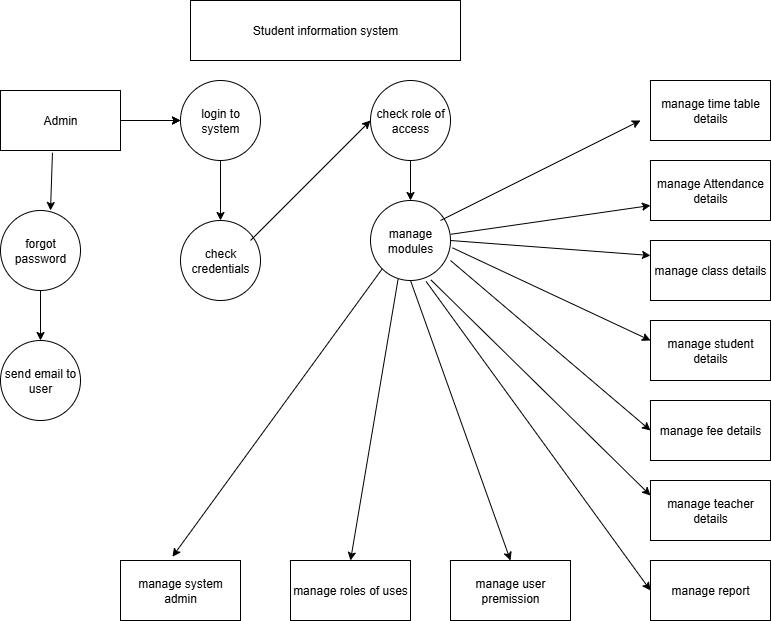 Student information system
Admin
login to
system
check role of
access
manage time table
details
manage Attendance
details
forgot
password
check
credentials
manage
modules
manage class details
send email to
user
manage student
details
manage fee details
manage teacher
details
manage system
admin
manage roles of uses
manage user
premission
manage report